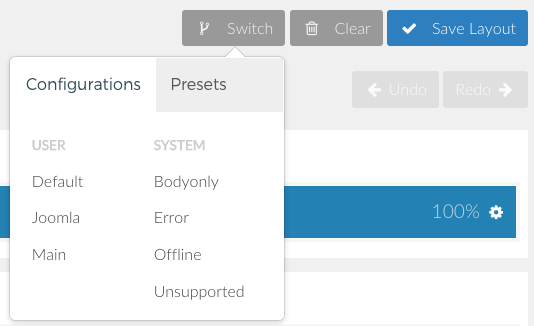 Switch Clear Save Layout
Configurations Presets
Undo Redo
USER SYSTEM
Default Bodyonly
Joomla Error
100%
Main Offline
Unsupported